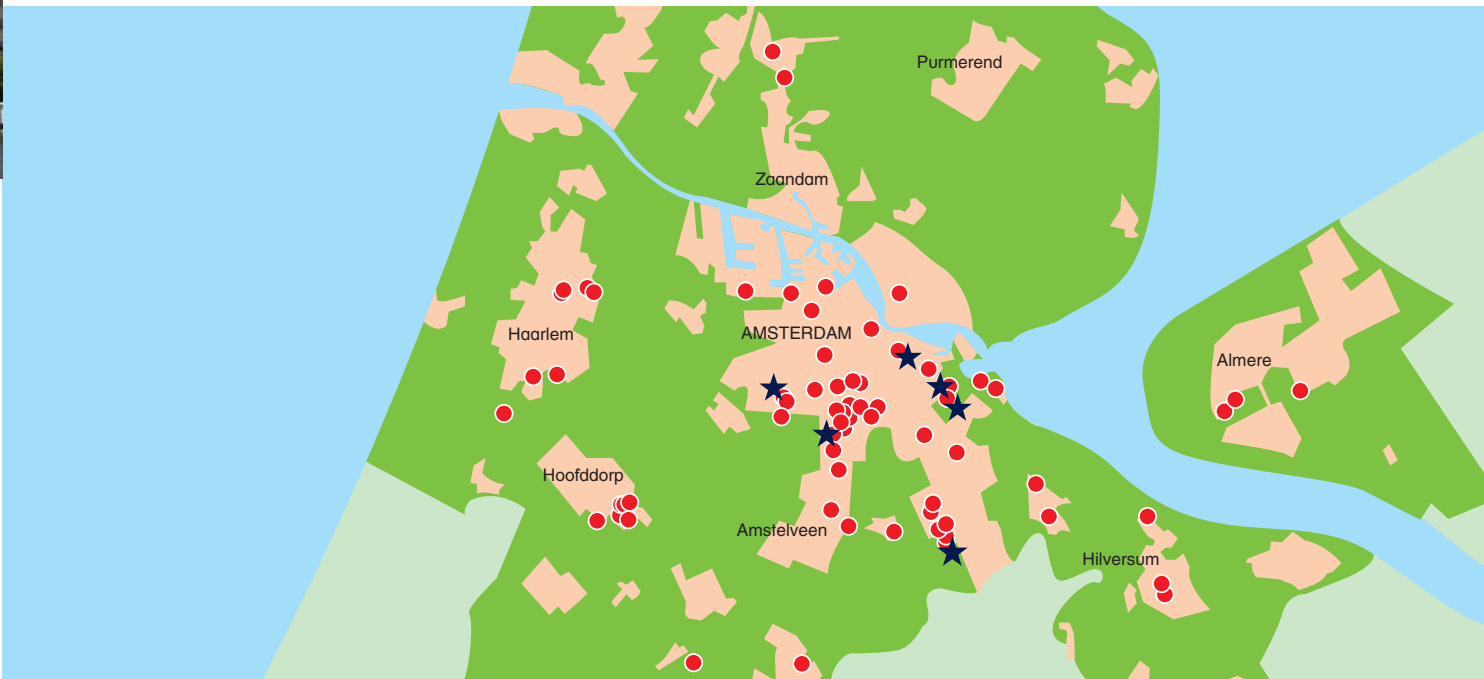 Purmerend
Zaandam
AMSTERDAM
Haarlem
Almere
Hoofddorp
Amstelveen
Hilversum